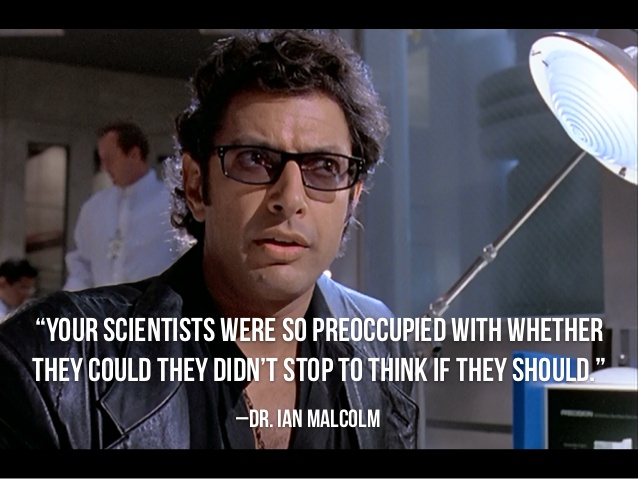 “YOUR SCIENTISTS WERE SO PREOCCUPIED WITH WHETHER
THEY COULD THEY DIDN’T STOP TO THINK IF THEY SHOULD.”
–DR. IAN MALCOLM
PRECISION